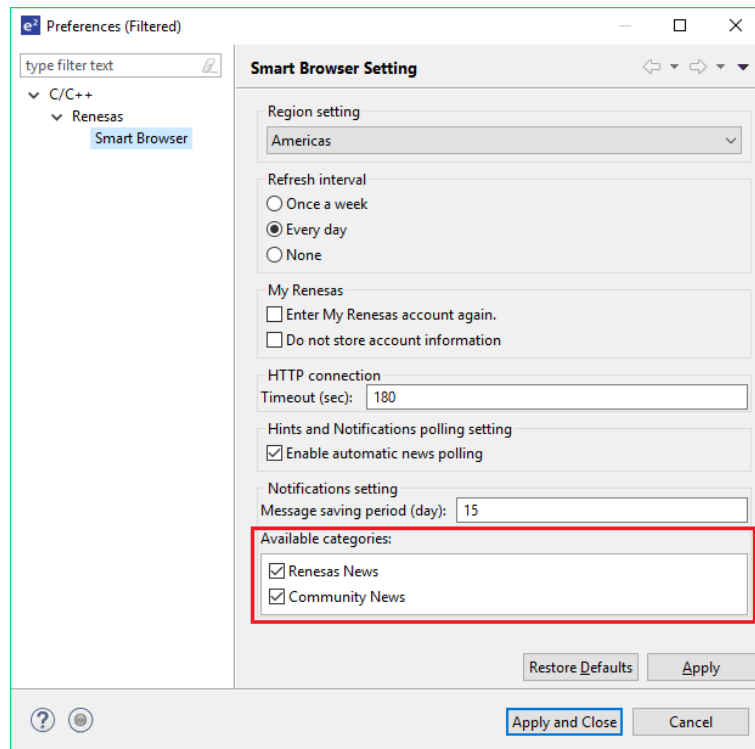 e² Preferences (Filtered)
type filter text
C/C++
Renesas
Smart Browser
Smart Browser Setting
Region setting
Americas
Refresh interval
Once a week
Every day
None
My Renesas
Enter My Renesas account again.
Do not store account information
HTTP connection
Timeout (sec): 180
Hints and Notifications polling setting
Enable automatic news polling
Notifications setting
Message saving period (day): 15
Available categories:
Renesas News
Community News
Restore Defaults Apply
? Apply and Close Cancel